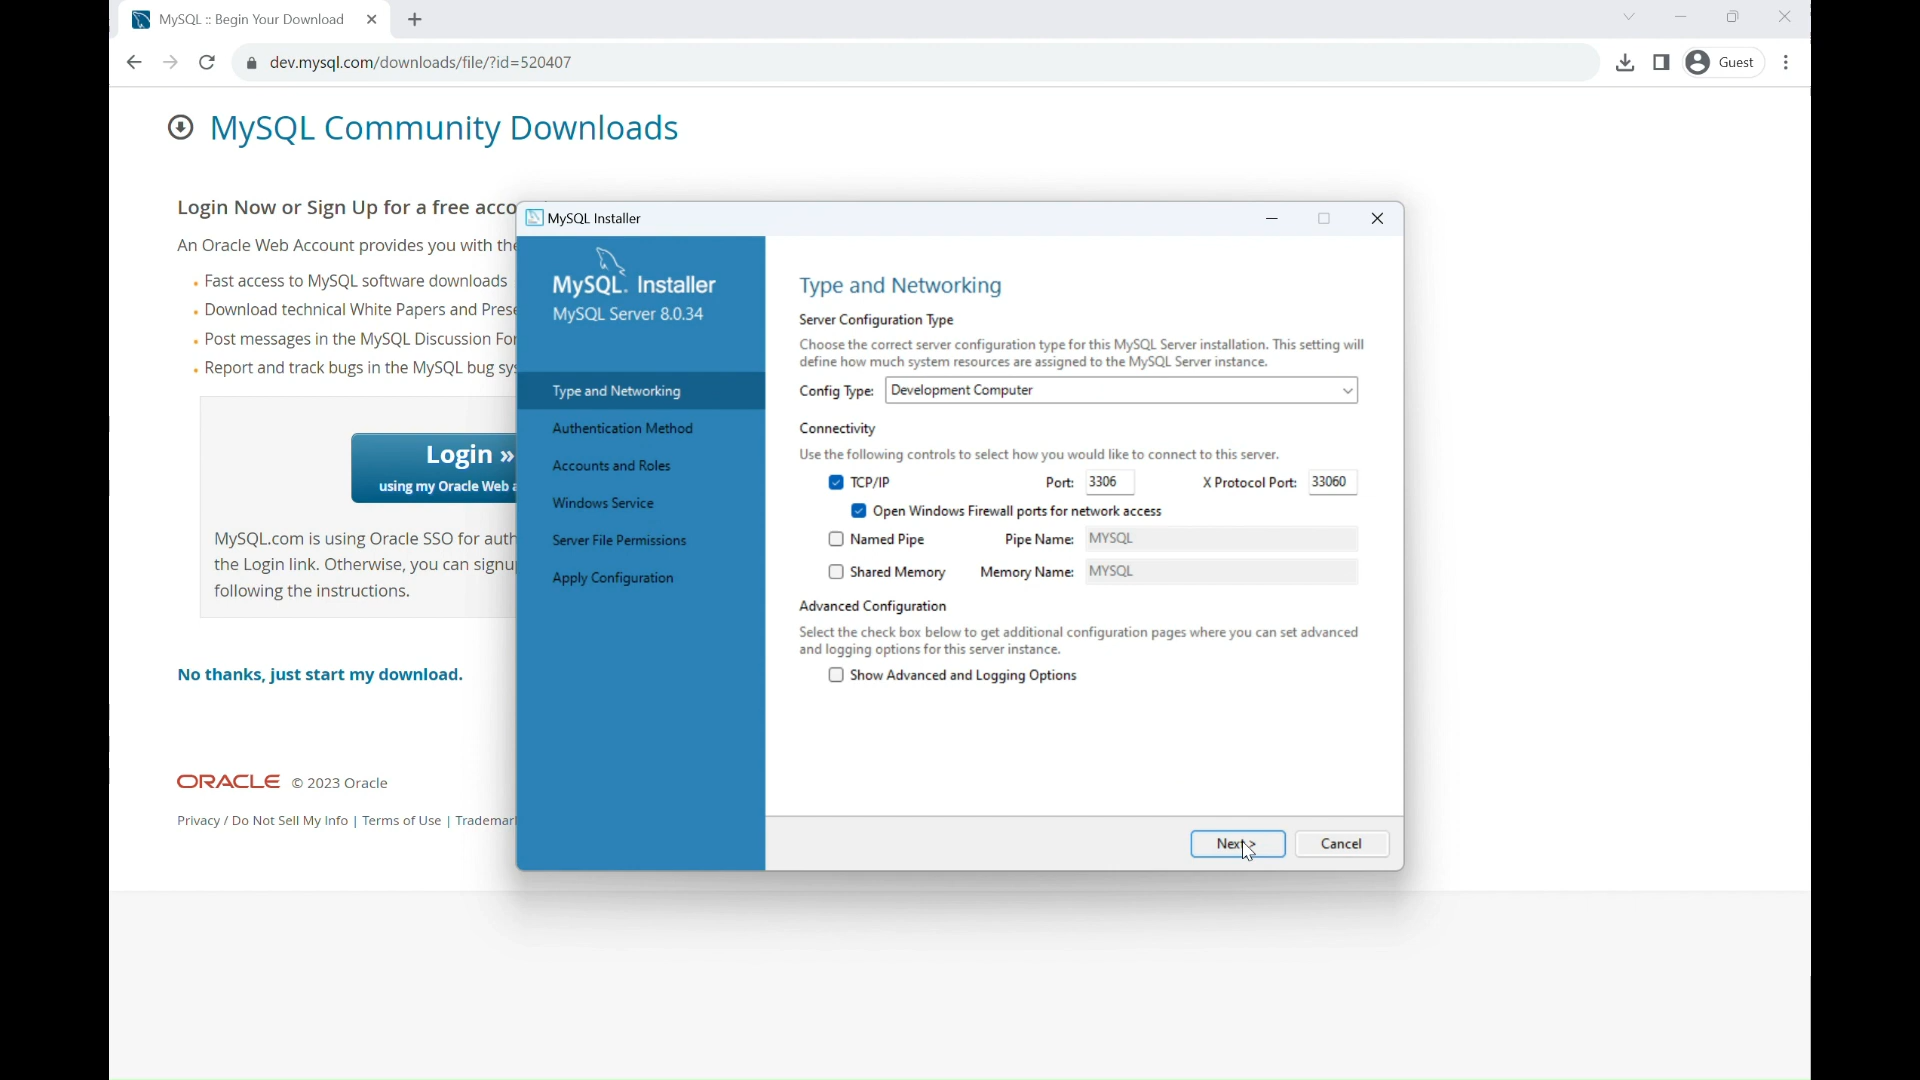 MySQL :: Begin Your Download
dev.mysql.com/downloads/file/?id=520407
Guest
MySQL Community Downloads
Login Now or Sign Up for a free acco
An Oracle Web Account provides you with the
Fast access to MySQL software downloads
Download technical White Papers and Prese
Post messages in the MySQL Discussion For
Report and track bugs in the MySQL bug sys
Login »
using my Oracle Web a
MySQL.com is using Oracle SSO for auth
the Login link. Otherwise, you can signu
following the instructions.
No thanks, just start my download.
ORACLE © 2023 Oracle
Privacy / Do Not Sell My Info | Terms of Use | Trademar
MySQL Installer
MySQL. Installer
MySQL Server 8.0.34
Type and Networking
Authentication Method
Accounts and Roles
Windows Service
Server File Permissions
Apply Configuration
Type and Networking
Server Configuration Type
Choose the correct server configuration type for this MySQL Server installation. This setting will
define how much system resources are assigned to the MySQL Server instance.
Config Type: Development Computer
Connectivity
Use the following controls to select how you would like to connect to this server.
TCP/IP Port: 3306 X Protocol Port: 33060
Open Windows Firewall ports for network access
Named Pipe Pipe Name: MYSQL
Shared Memory Memory Name: MYSQL
Advanced Configuration
Select the check box below to get additional configuration pages where you can set advanced
and logging options for this server instance.
Show Advanced and Logging Options
Next > Cancel